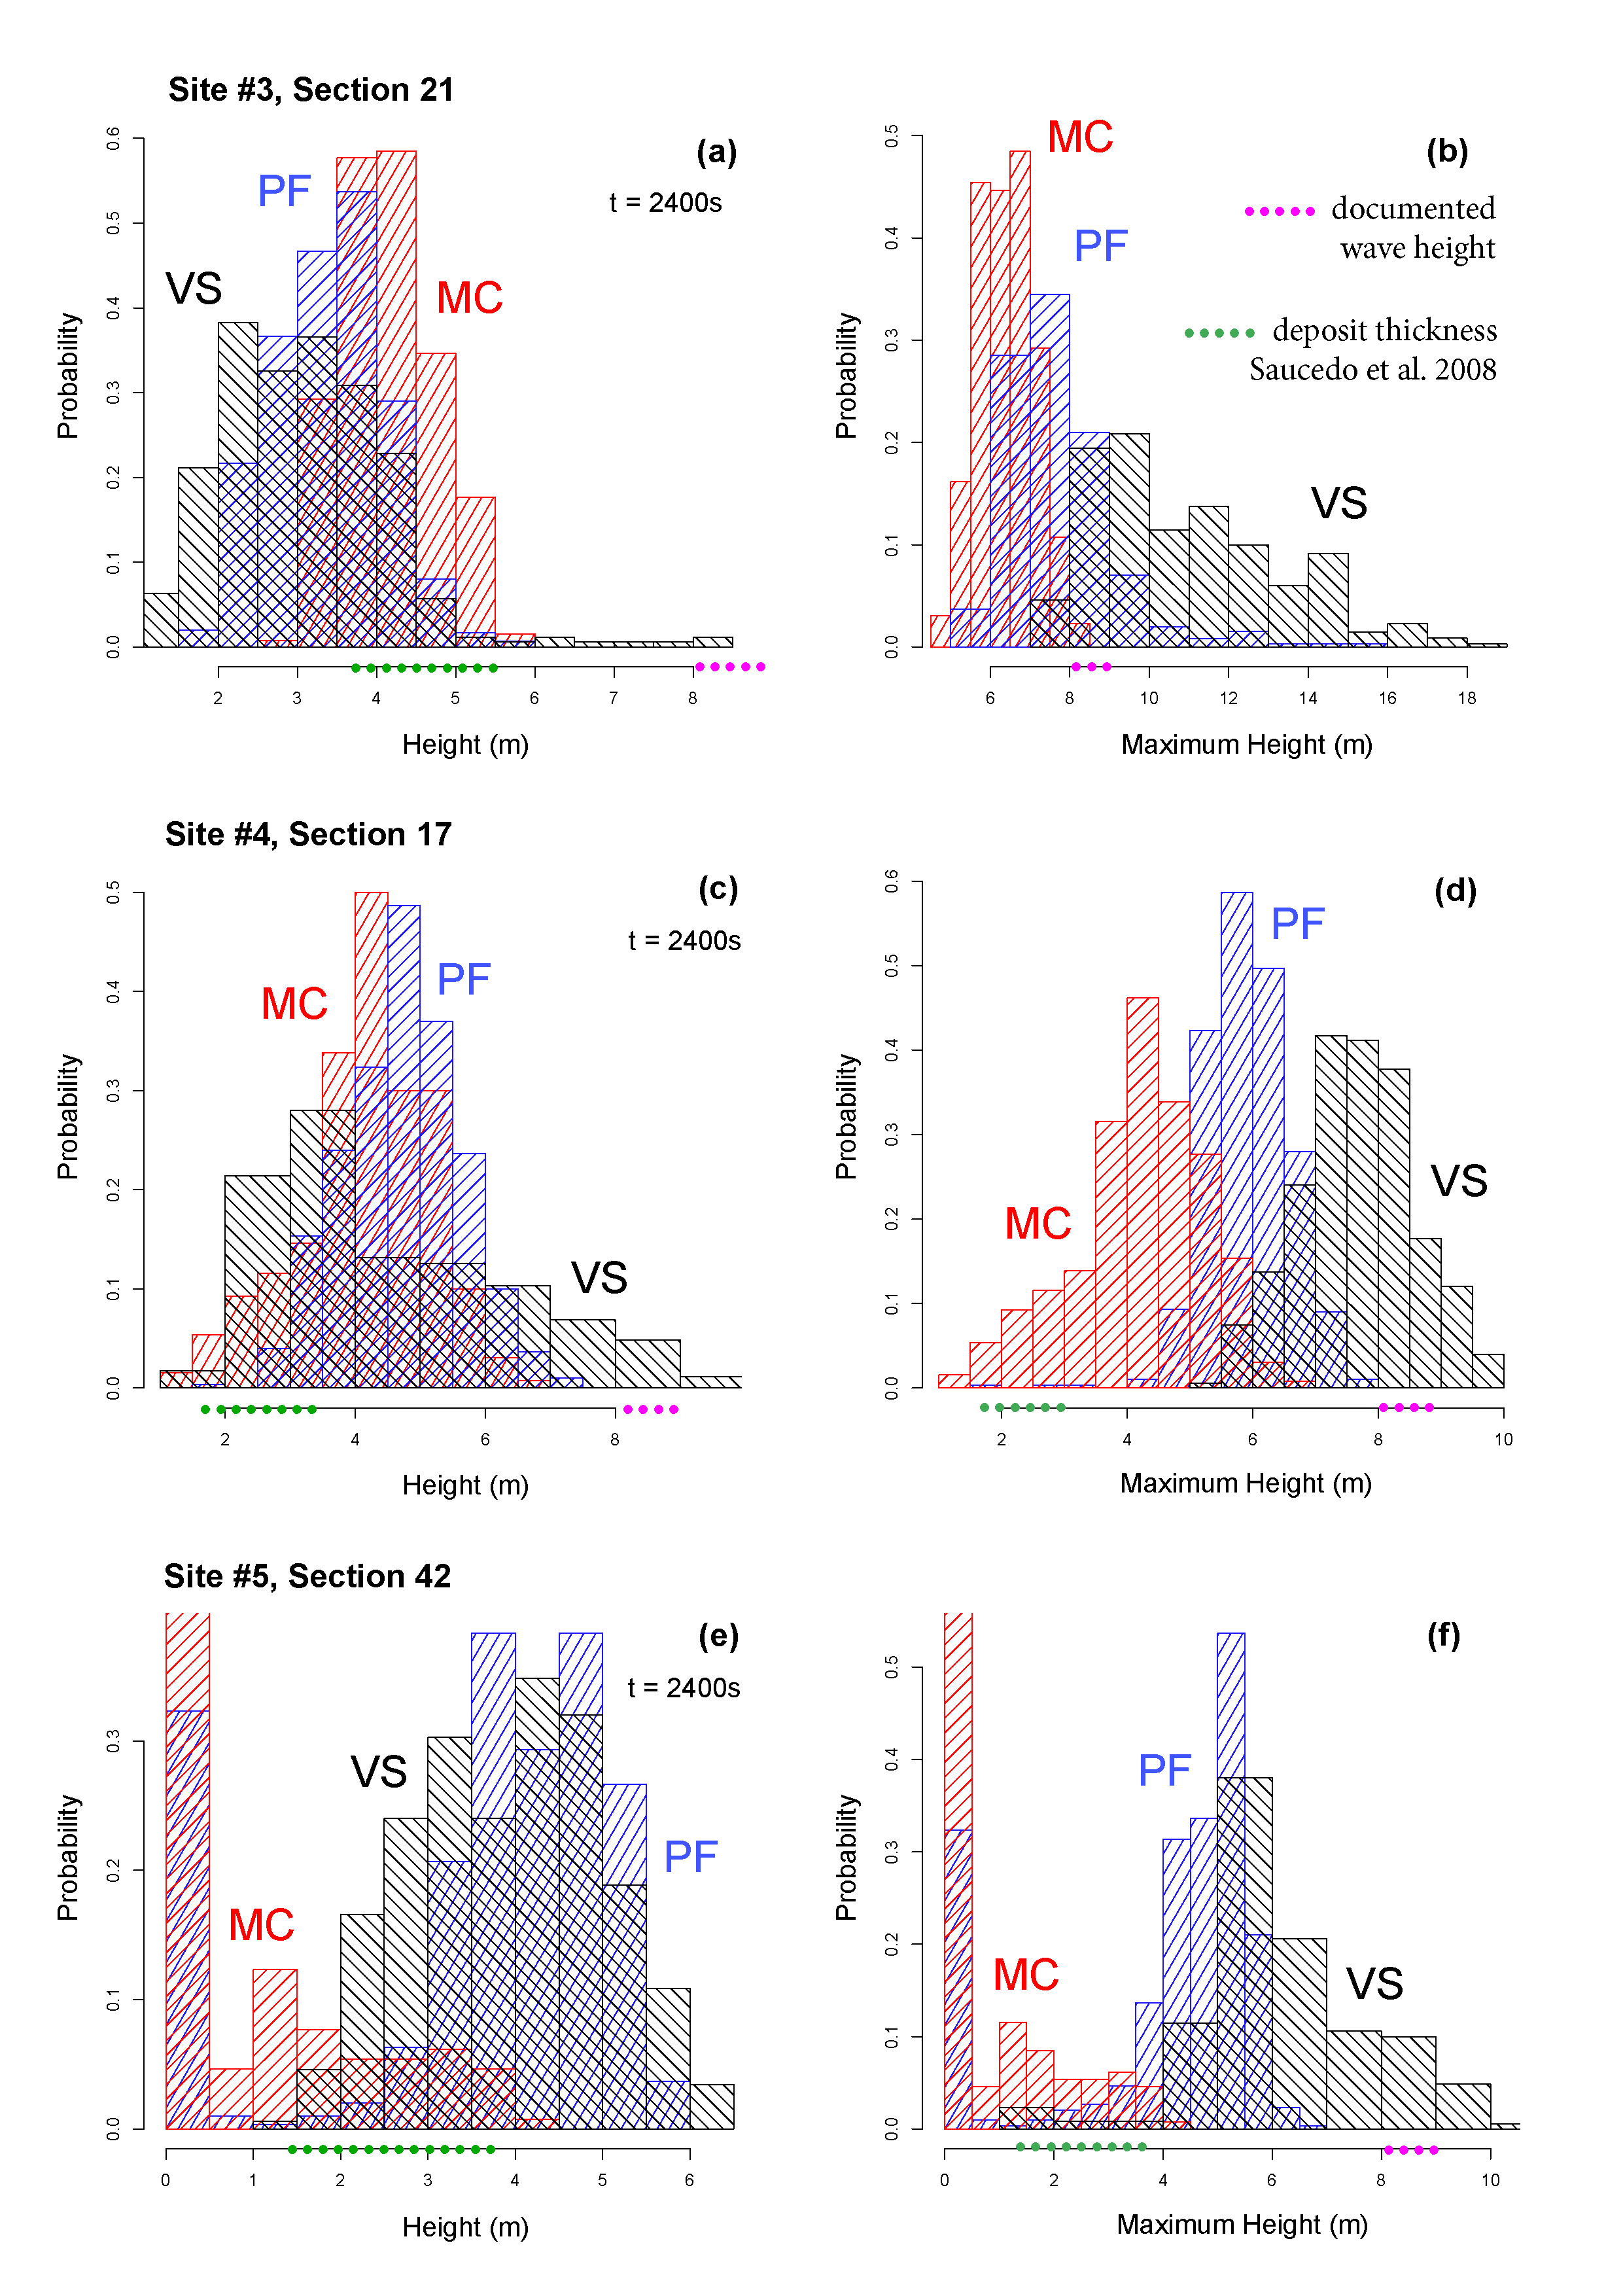 Site #3, Section 21
(a)
t = 2400s
PF
VS
MC
Probability
0.0 0.1 0.2 0.3 0.4 0.5 0.6
2 3 4 5 6 7 8
Height (m)
(b)
MC
PF
VS
documented
wave height
deposit thickness
Saucedo et al. 2008
Probability
0.0 0.1 0.2 0.3 0.4 0.5
6 8 10 12 14 16 18
Maximum Height (m)
Site #4, Section 17
(c)
t = 2400s
MC
PF
VS
Probability
0.0 0.1 0.2 0.3 0.4 0.5
2 4 6 8
Height (m)
(d)
PF
VS
MC
Probability
0.0 0.1 0.2 0.3 0.4 0.5 0.6
2 4 6 8 10
Maximum Height (m)
Site #5, Section 42
(e)
t = 2400s
VS
PF
MC
Probability
0.0 0.1 0.2 0.3
0 1 2 3 4 5 6
Height (m)
(f)
PF
MC
VS
Probability
0.0 0.1 0.2 0.3 0.4 0.5
0 2 4 6 8 10
Maximum Height (m)